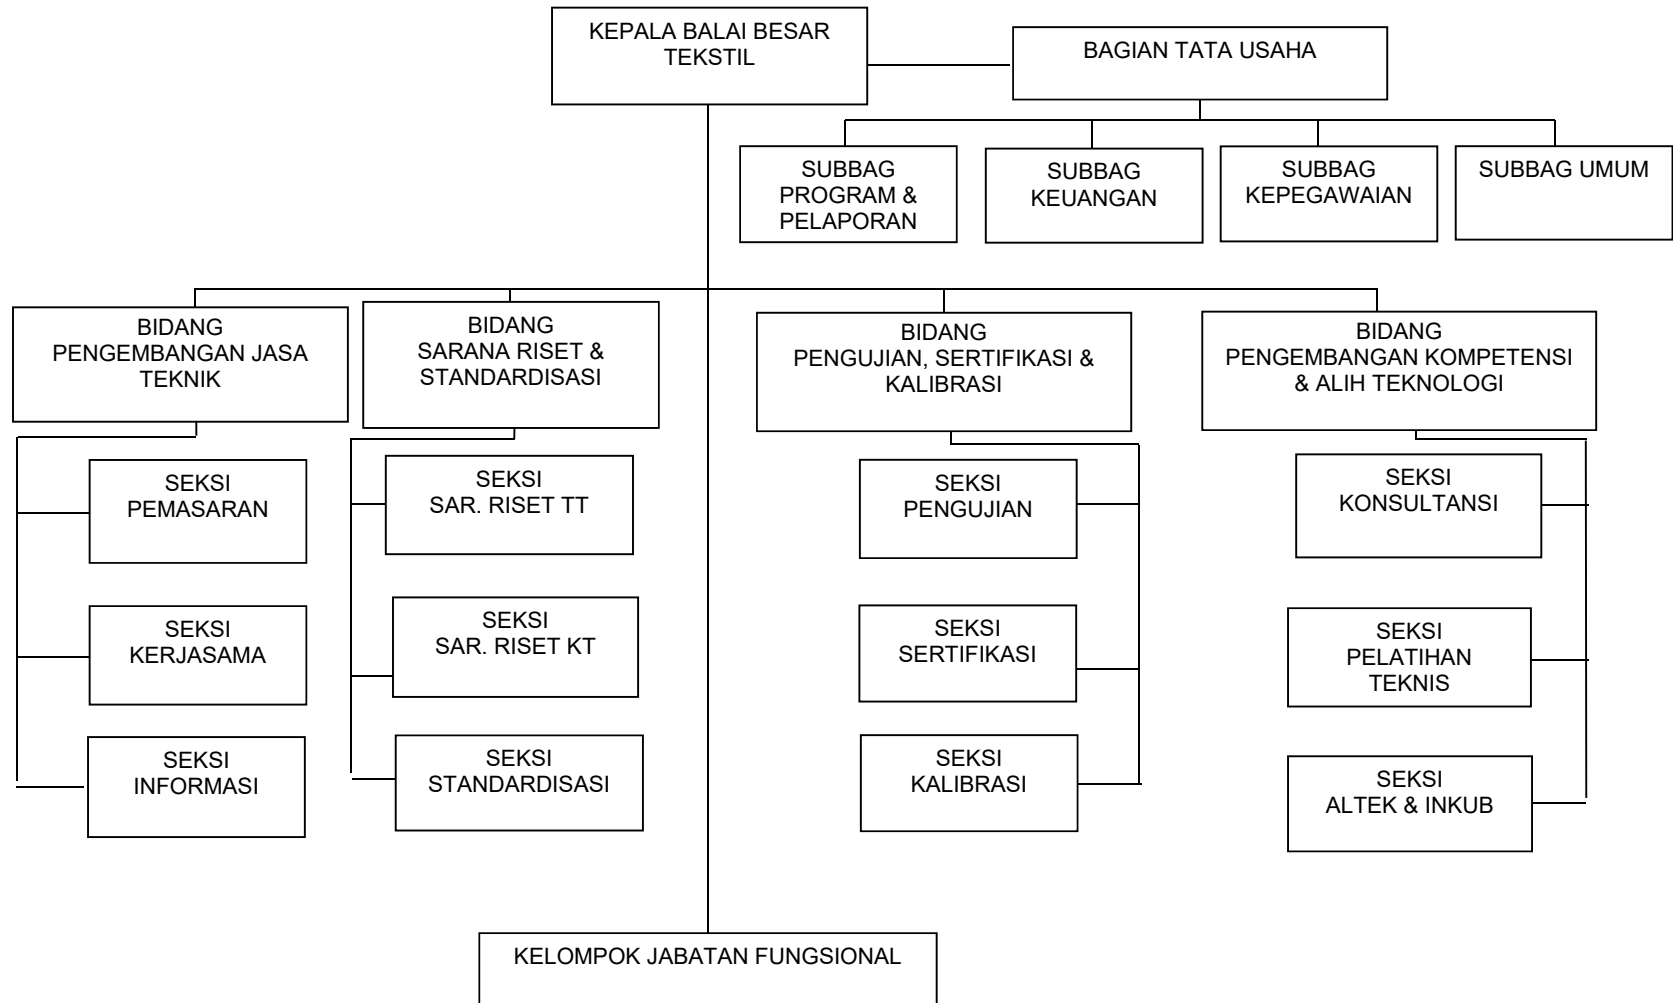 KEPALA BALAI BESAR
TEKSTIL
BAGIAN TATA USAHA
SUBBAG
PROGRAM &
PELAPORAN
SUBBAG
KEUANGAN
SUBBAG
KEPEGAWAIAN
SUBBAG UMUM
BIDANG
PENGEMBANGAN JASA
TEKNIK
BIDANG
SARANA RISET &
STANDARDISASI
BIDANG
PENGUJIAN, SERTIFIKASI &
KALIBRASI
BIDANG
PENGEMBANGAN KOMPETENSI
& ALIH TEKNOLOGI
SEKSI
PEMASARAN
SEKSI
SAR. RISET TT
SEKSI
PENGUJIAN
SEKSI
KONSULTANSI
SEKSI
KERJASAMA
SEKSI
SAR. RISET KT
SEKSI
SERTIFIKASI
SEKSI
PELATIHAN
TEKNIS
SEKSI
INFORMASI
SEKSI
STANDARDISASI
SEKSI
KALIBRASI
SEKSI
ALTEK & INKUB
KELOMPOK JABATAN FUNGSIONAL